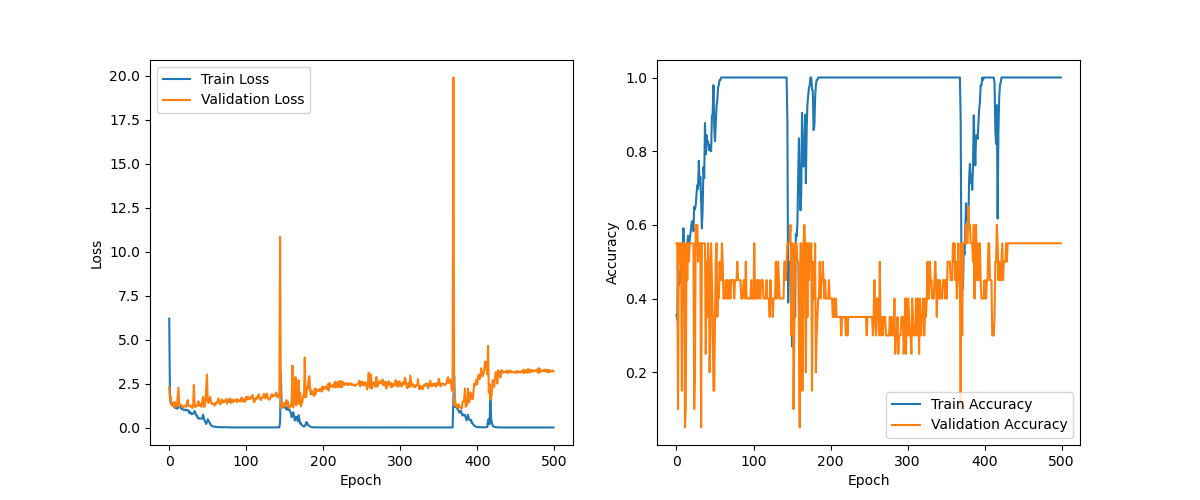 Train Loss
Validation Loss
20.0
17.5
15.0
12.5
10.0
7.5
5.0
2.5
0.0
Loss
0 100 200 300 400 500
Epoch
1.0
0.8
0.6
0.4
0.2
Accuracy
Train Accuracy
Validation Accuracy
0 100 200 300 400 500
Epoch